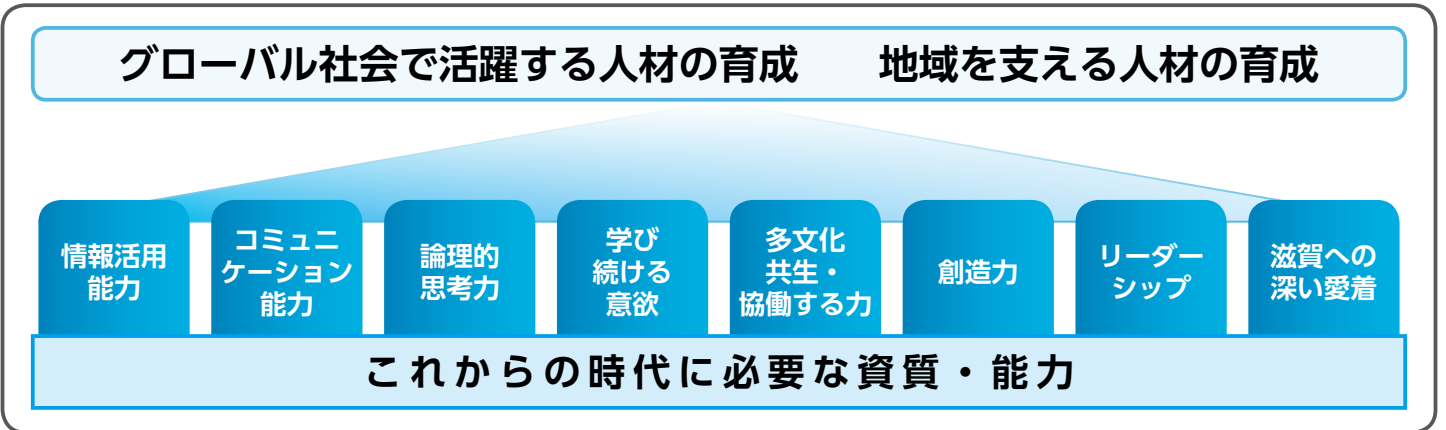 グローバル社会で活躍する人材の育成　　地域を支える人材の育成
情報活用
能力
コミュニ
ケーション
能力
論理的
思考力
学び
続ける
意欲
多文化
共生・
協働する力
創造力
リーダー
シップ
滋賀への
深い愛着
これからの時代に必要な資質・能力